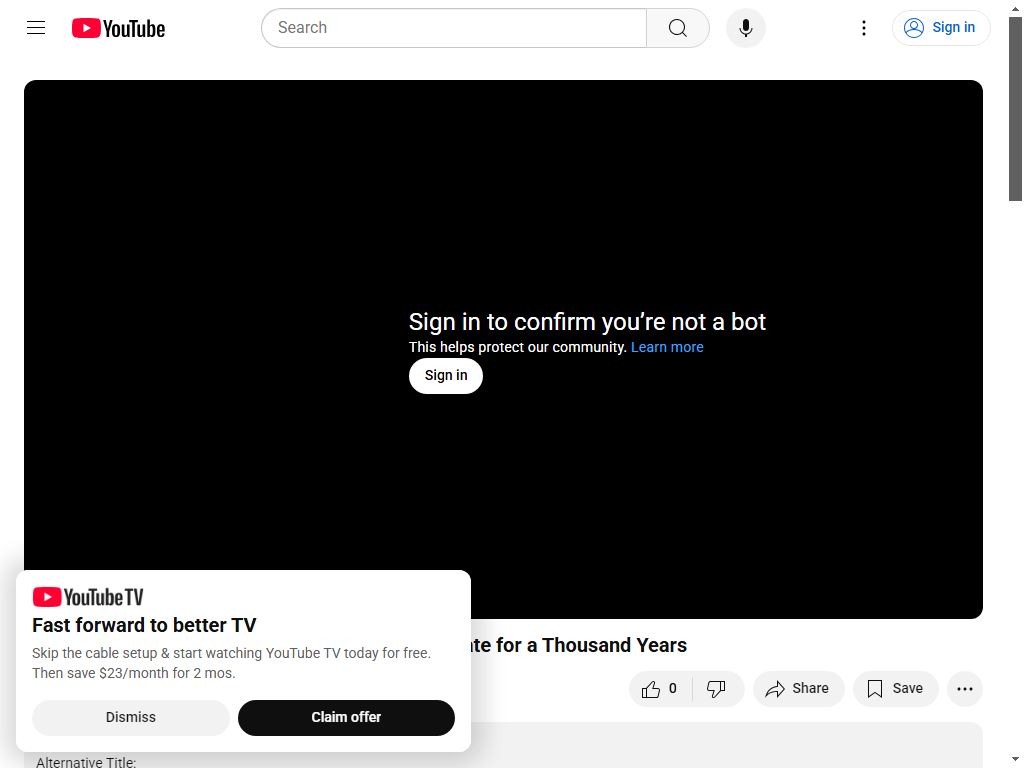 YouTube
Search
Sign in
Sign in to confirm you’re not a bot
This helps protect our community. Learn more
Sign in
YouTube TV
Fast forward to better TV
Skip the cable setup & start watching YouTube TV today for free.
Then save $23/month for 2 mos.
Dismiss
Claim offer
for a Thousand Years
0
Share
Save
Alternative Title: